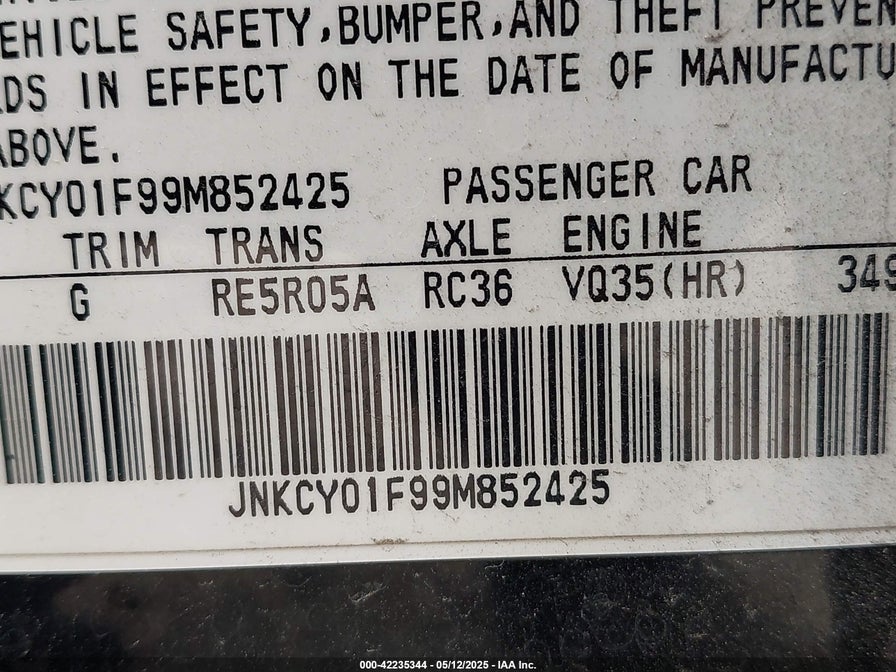 VEHICLE SAFETY,BUMPER,AND THEFT PREVEN
DS IN EFFECT ON THE DATE OF MANUFACTU
ABOVE.
KCY01F99M852425 PASSENGER CAR
TRIM TRANS AXLE ENGINE
G RE5R05A RC36 VQ35(HR) 349
JNKCY01F99M852425
000-42235344 - 05/12/2025 - IAA Inc.